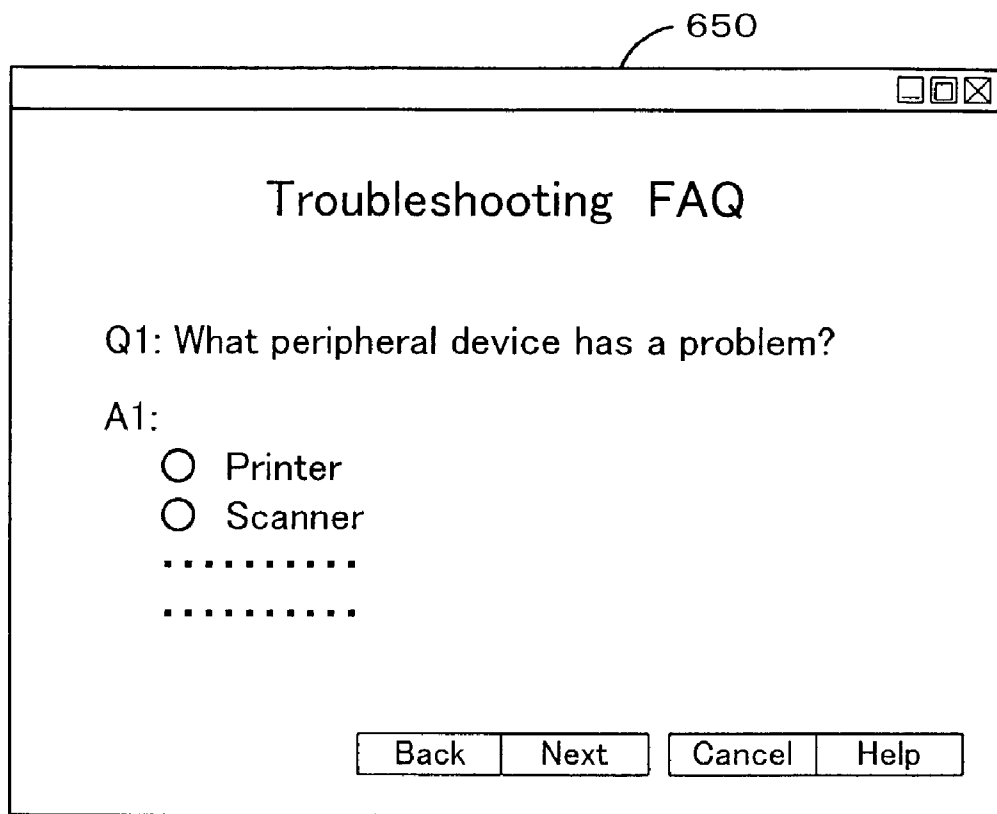 650
Troubleshooting FAQ
Q1: What peripheral device has a problem?
A1:
Printer
Scanner
..........
..........
Back Next Cancel Help